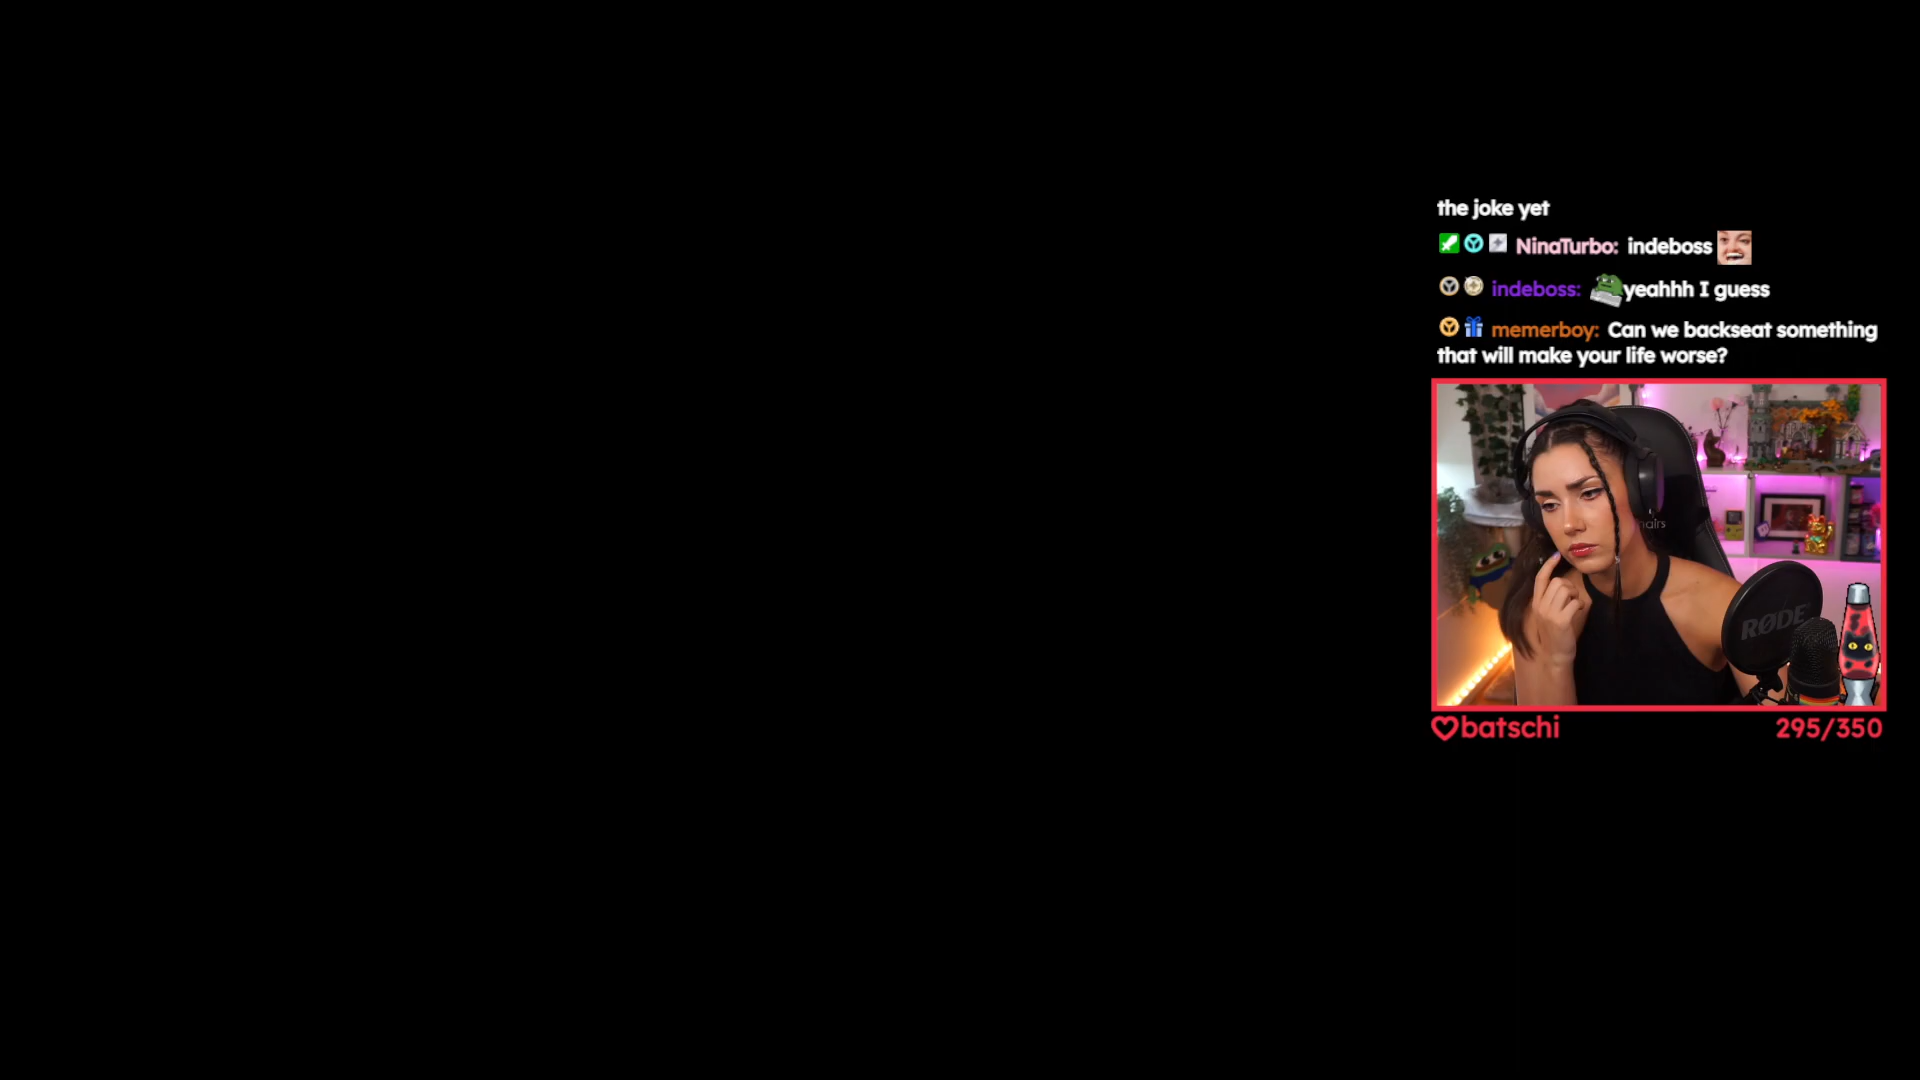 the joke yet
NinaTurbo: indeboss
indeboss: yeahhh I guess
memerboy: Can we backseat something
that will make your life worse?
hairs
RØDE
batschi
295/350